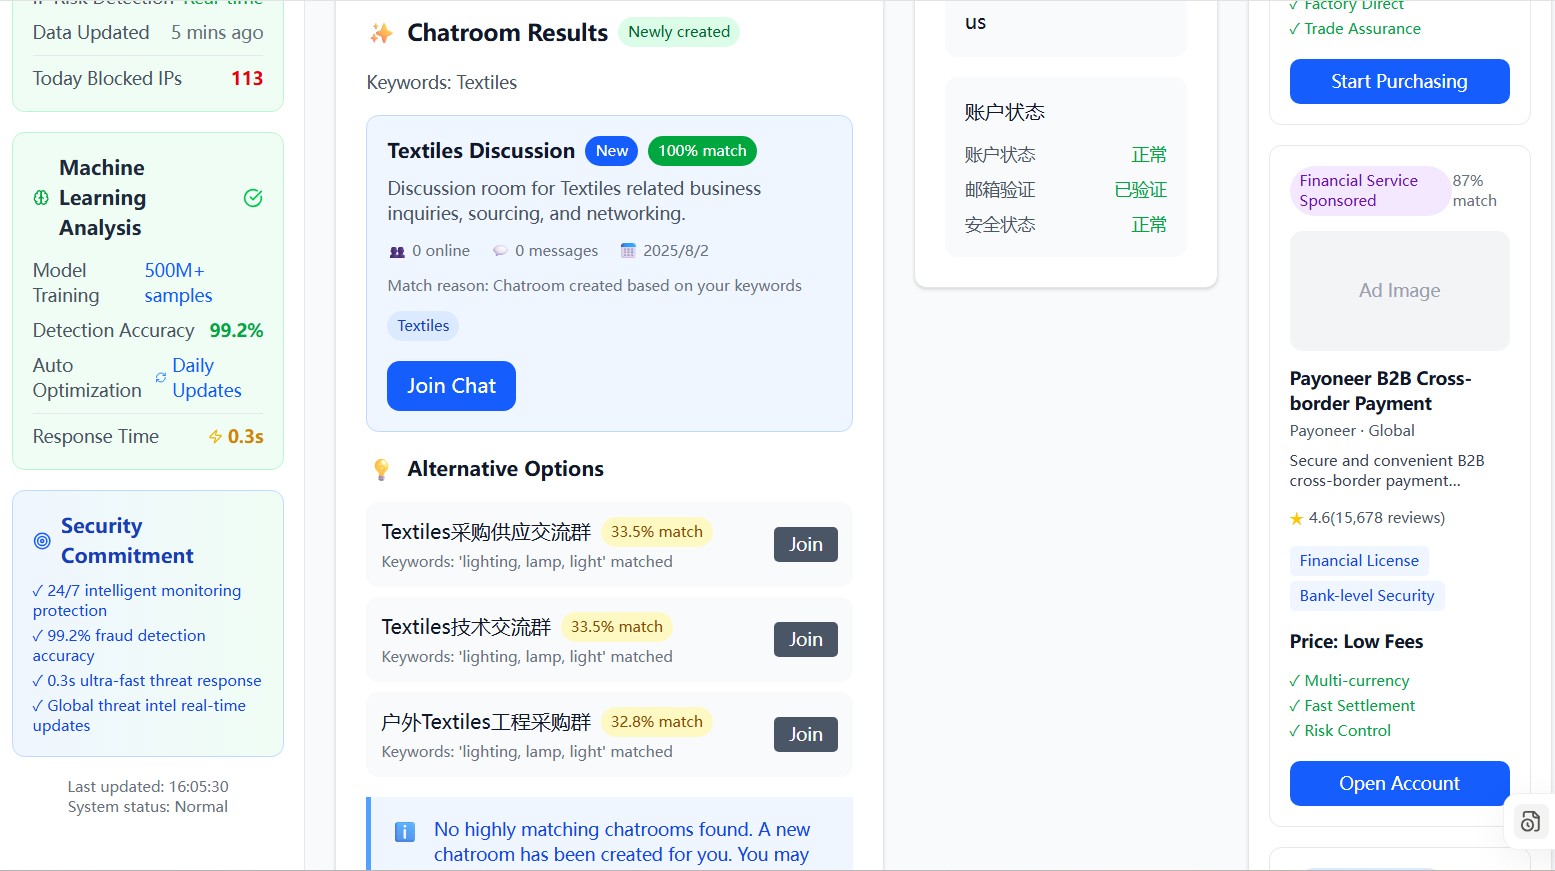 IP Risk Detection Real-time
Data Updated 5 mins ago
Today Blocked IPs 113
Machine
Learning
Analysis
Model
Training
500M+
samples
Detection Accuracy 99.2%
Auto
Optimization
Daily
Updates
Response Time 0.3s
Security
Commitment
✓ 24/7 intelligent monitoring
protection
✓ 99.2% fraud detection
accuracy
✓ 0.3s ultra-fast threat response
✓ Global threat intel real-time
updates
Last updated: 16:05:30
System status: Normal
Chatroom Results Newly created
Keywords: Textiles
Textiles Discussion New 100% match
Discussion room for Textiles related business
inquiries, sourcing, and networking.
0 online 0 messages 2025/8/2
Match reason: Chatroom created based on your keywords
Textiles
Join Chat
Alternative Options
Textiles采购供应交流群 33.5% match
Keywords: 'lighting, lamp, light' matched
Join
Textiles技术交流群 33.5% match
Keywords: 'lighting, lamp, light' matched
Join
户外Textiles工程采购群 32.8% match
Keywords: 'lighting, lamp, light' matched
Join
No highly matching chatrooms found. A new
chatroom has been created for you. You may
us
账户状态
账户状态 正常
邮箱验证 已验证
安全状态 正常
✓ Factory Direct
✓ Trade Assurance
Start Purchasing
Financial Service
Sponsored
87%
match
Ad Image
Payoneer B2B Cross-
border Payment
Payoneer · Global
Secure and convenient B2B
cross-border payment...
4.6(15,678 reviews)
Financial License
Bank-level Security
Price: Low Fees
✓ Multi-currency
✓ Fast Settlement
✓ Risk Control
Open Account